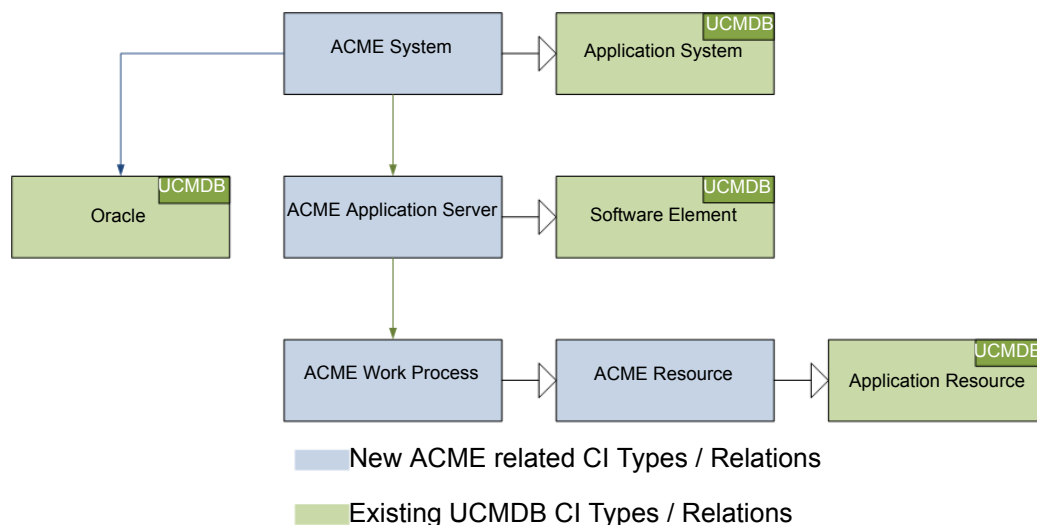 UCMDB
ACME System
Application System
UCMDB
Oracle
ACME Application Server
UCMDB
Software Element
ACME Work Process
ACME Resource
UCMDB
Application Resource
New ACME related CI Types / Relations
Existing UCMDB CI Types / Relations